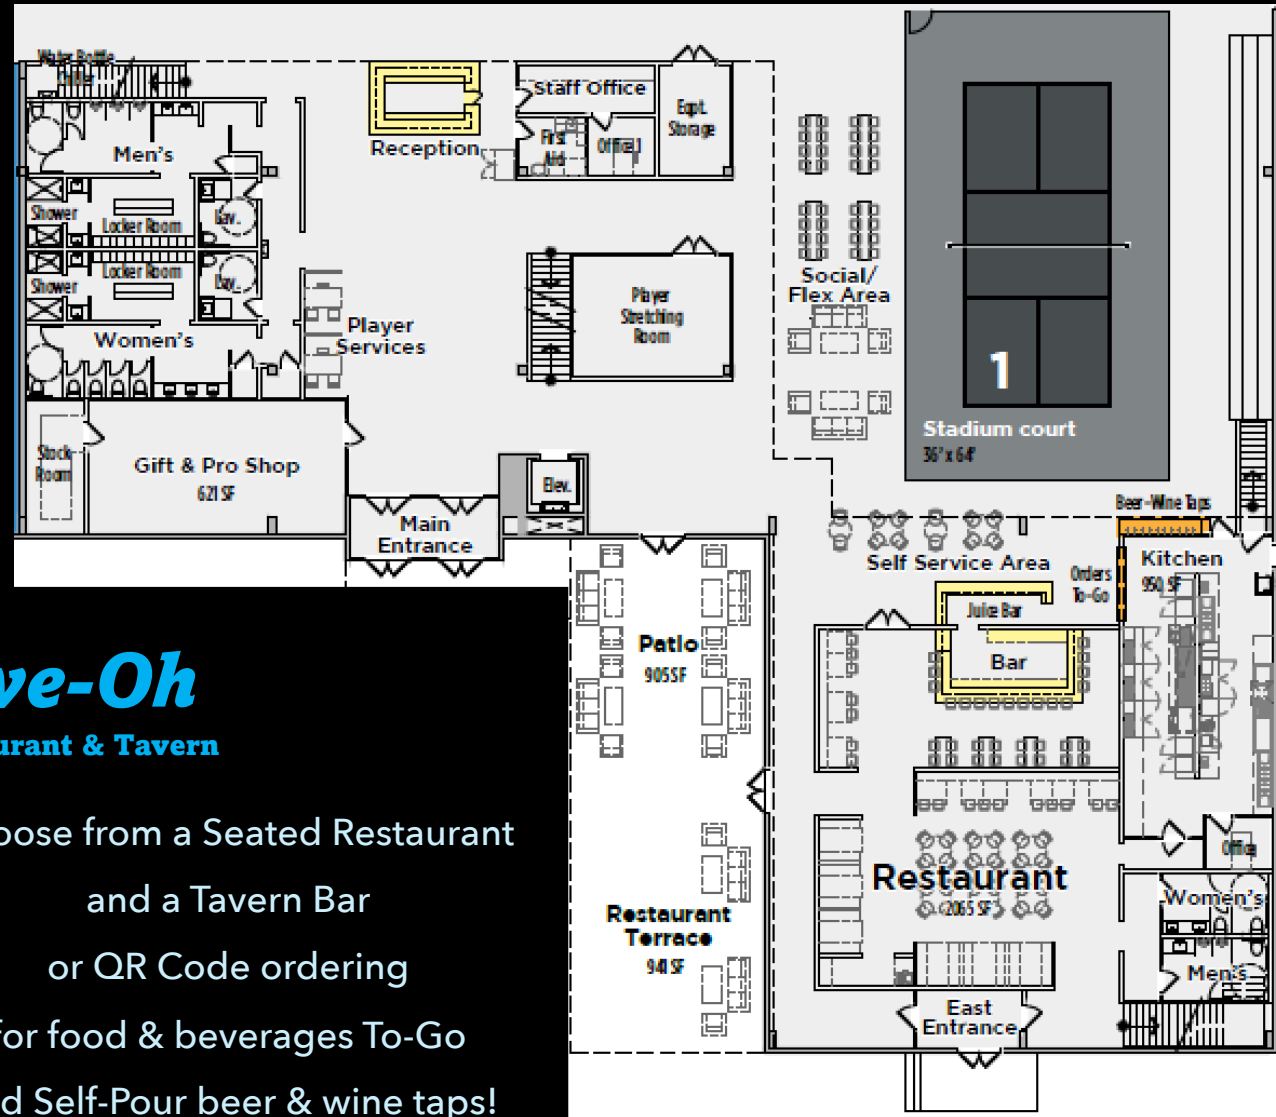 Water Bottle
Chiller
Men's
Shower
Locker Room
Lav.
Locker Room
Shower
Lav.
Women's
Player
Services
Stock
Room
Gift & Pro Shop
621 SF
Main
Entrance
Reception
Staff Office
First
Aid
Office 1
Eqpt.
Storage
Player
Stretching
Room
Elev.
Social/
Flex Area
1
Stadium court
36' x 64'
Beer-Wine Taps
Self Service Area
Orders
To-Go
Kitchen
950 SF
Juice Bar
Bar
Patio
905 SF
Restaurant
2065 SF
Restaurant
Terrace
941 SF
Office
Women's
Men's
East
Entrance
ve-Oh
urant & Tavern
oose from a Seated Restaurant
and a Tavern Bar
or QR Code ordering
for food & beverages To-Go
d Self-Pour beer & wine taps!